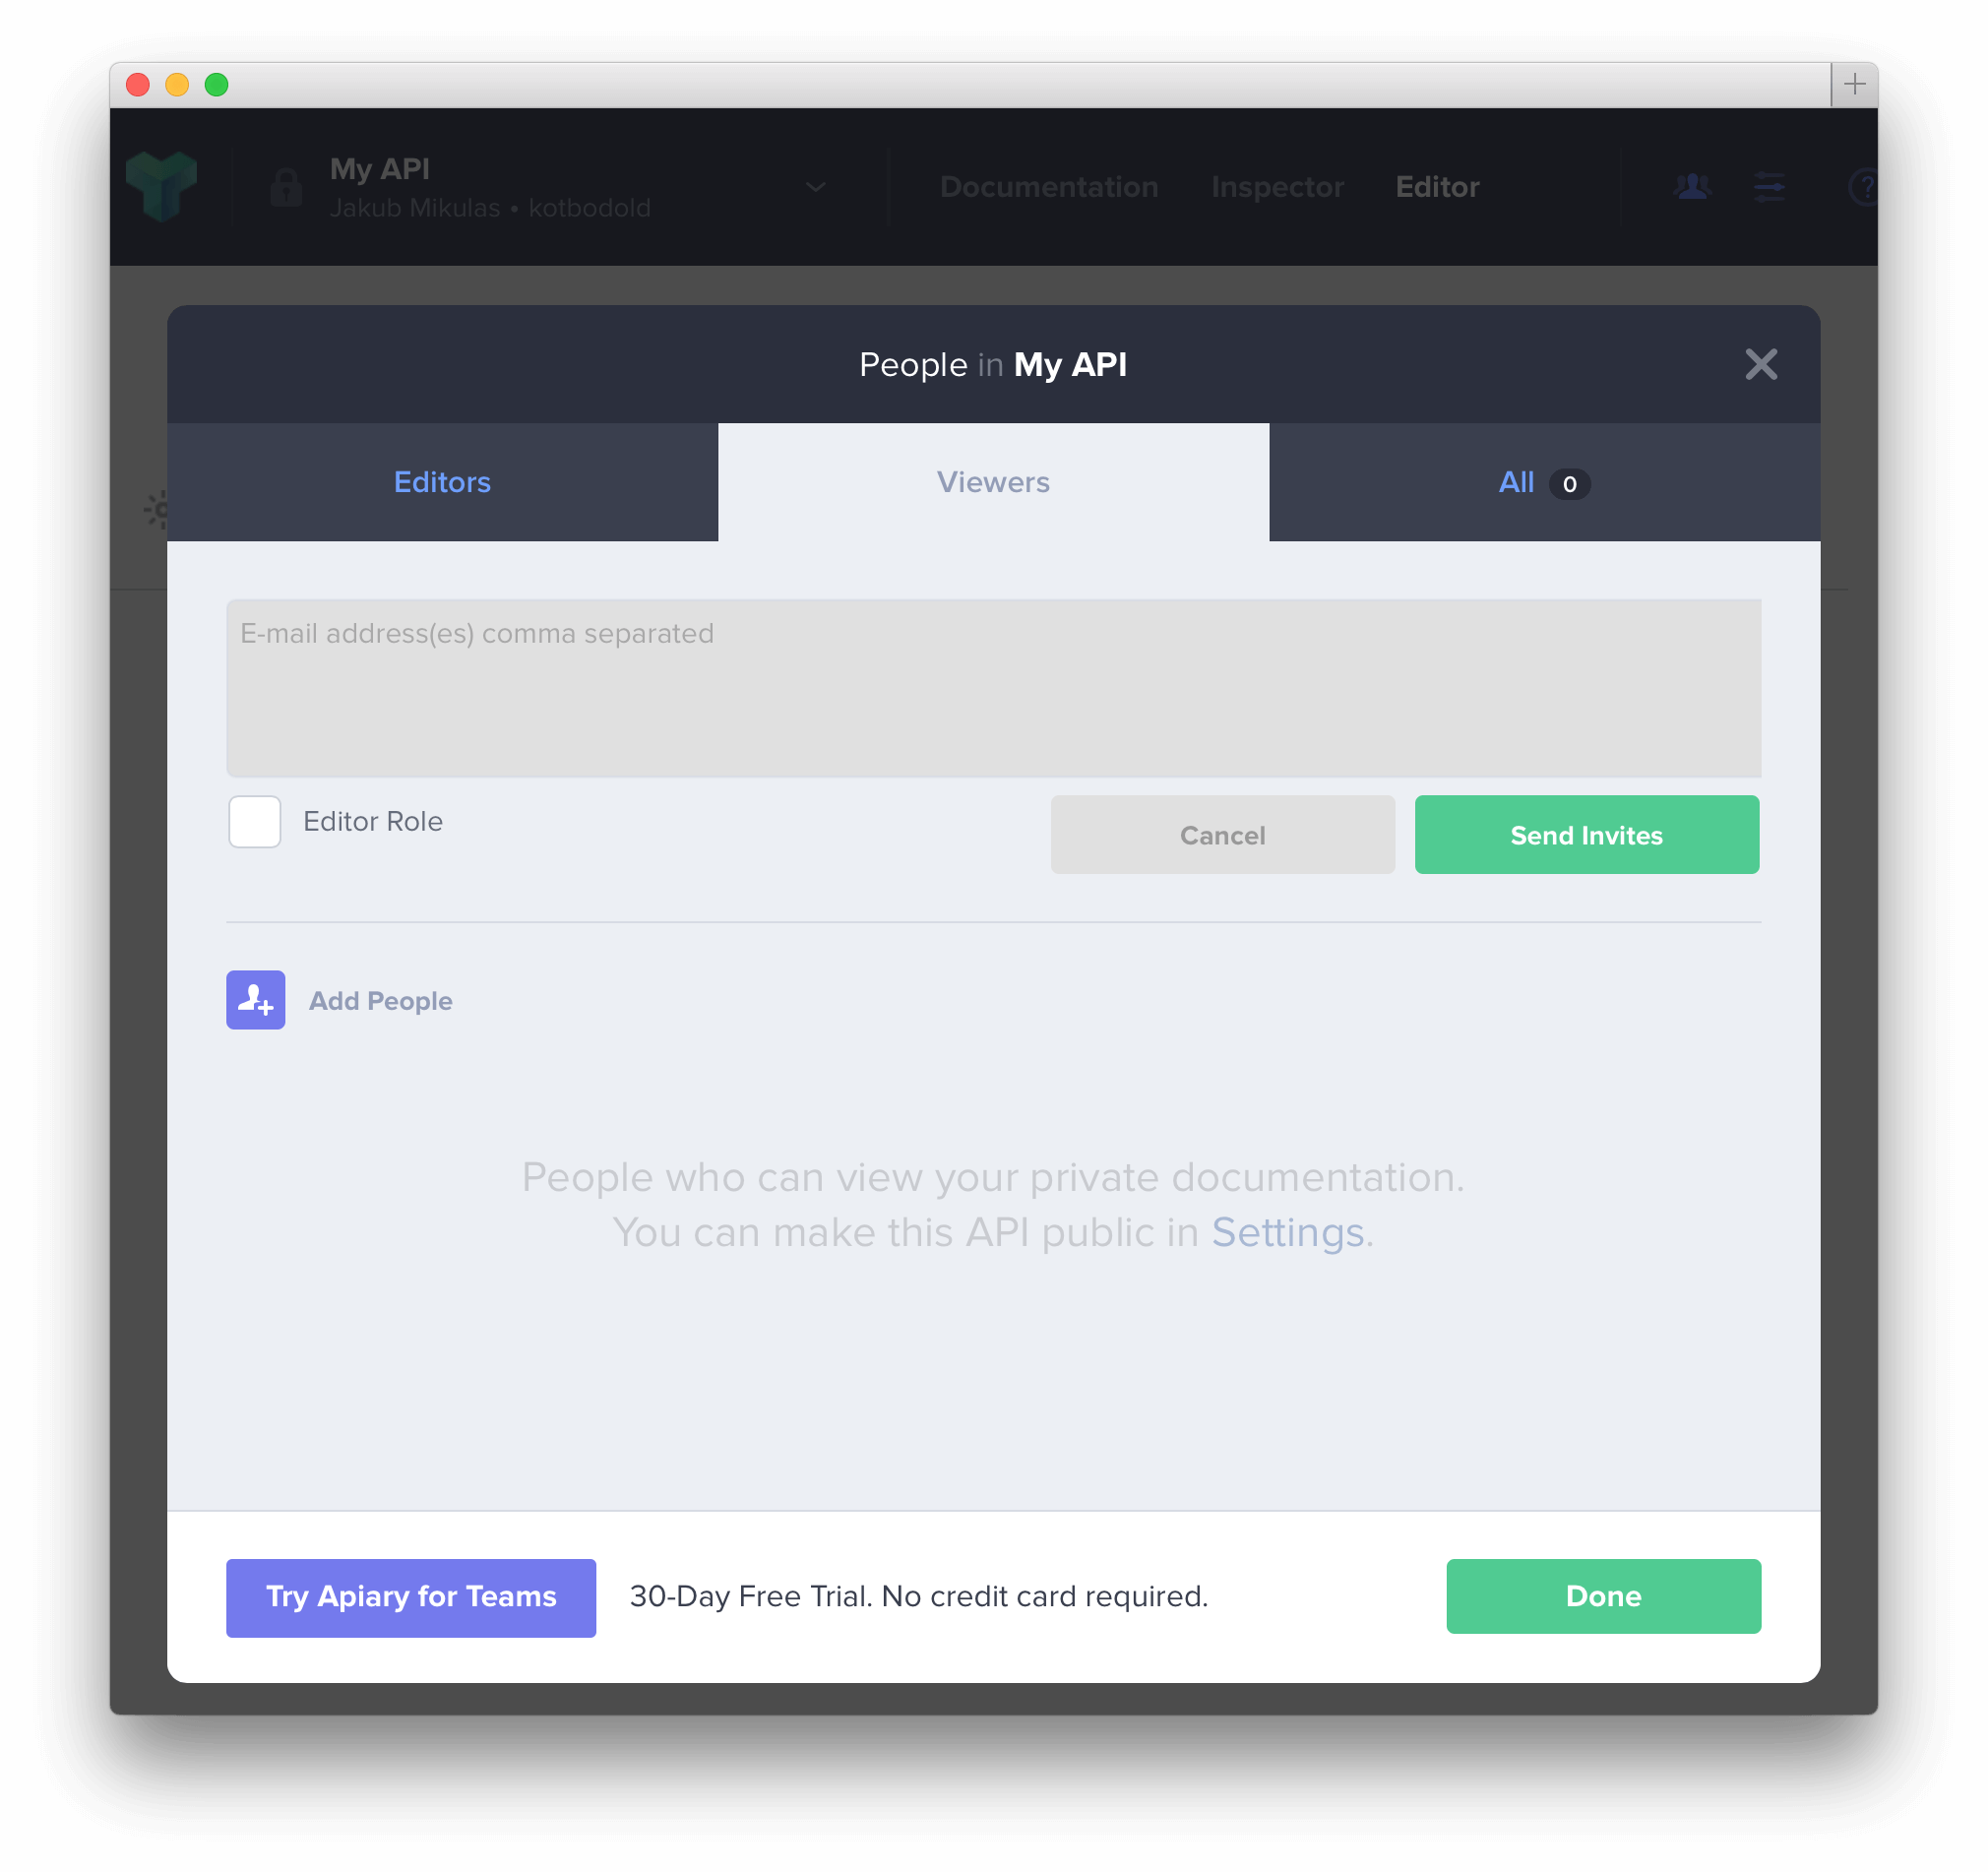 My API
Jakub Mikulas • kotbodold
Documentation Inspector Editor
?
People in My API
Editors Viewers All 0
E-mail address(es) comma separated
Editor Role
Cancel Send Invites
Add People
People who can view your private documentation.
You can make this API public in Settings.
Try Apiary for Teams 30-Day Free Trial. No credit card required. Done